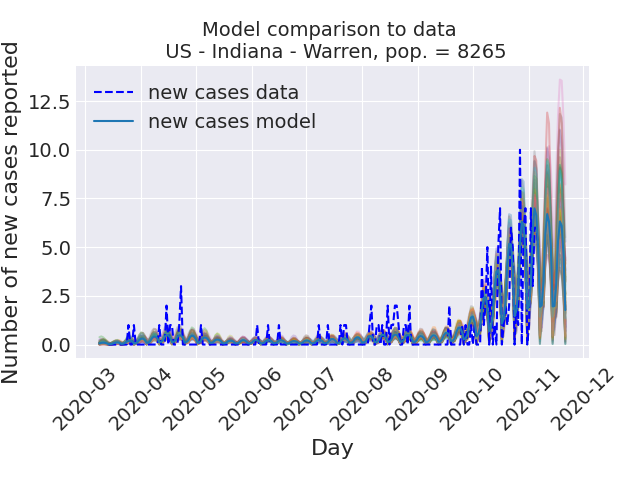 Model comparison to data
US - Indiana - Warren, pop. = 8265
Number of new cases reported
12.5
10.0
7.5
5.0
2.5
0.0
new cases data
new cases model
2020-03
2020-04
2020-05
2020-06
2020-07
2020-08
2020-09
2020-10
2020-11
2020-12
Day